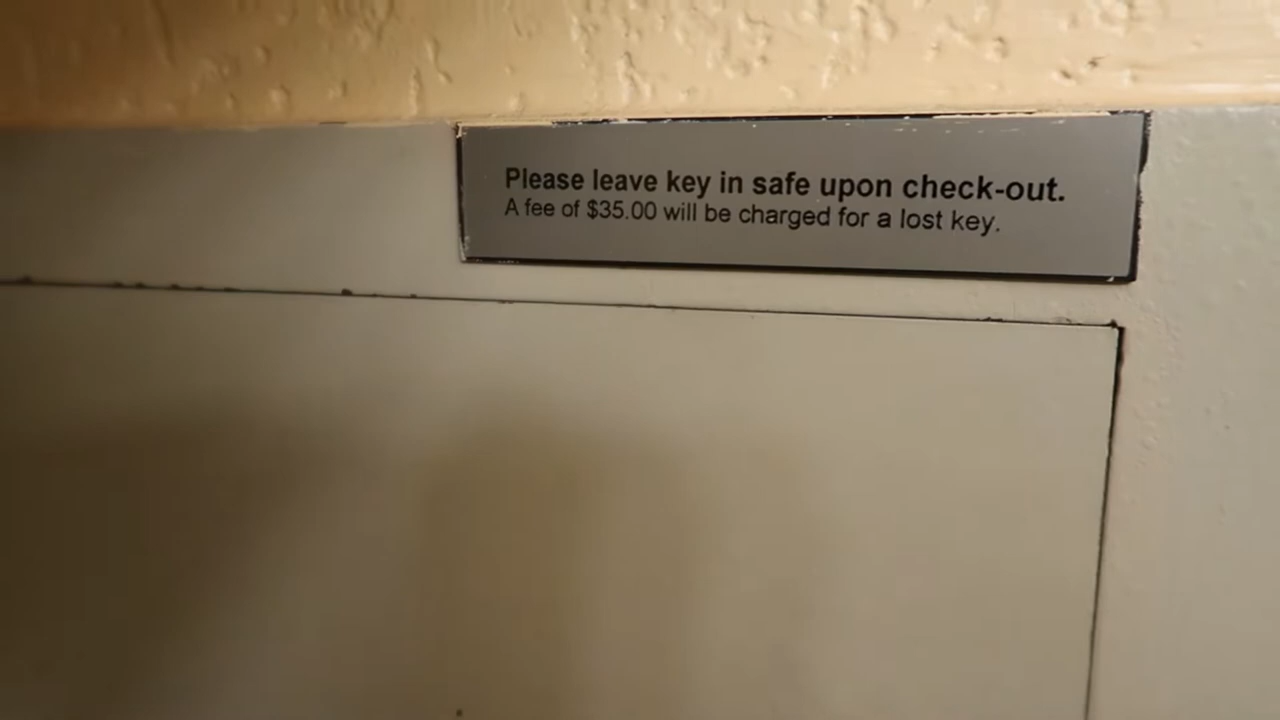 Please leave key in safe upon check-out.
A fee of $35.00 will be charged for a lost key.